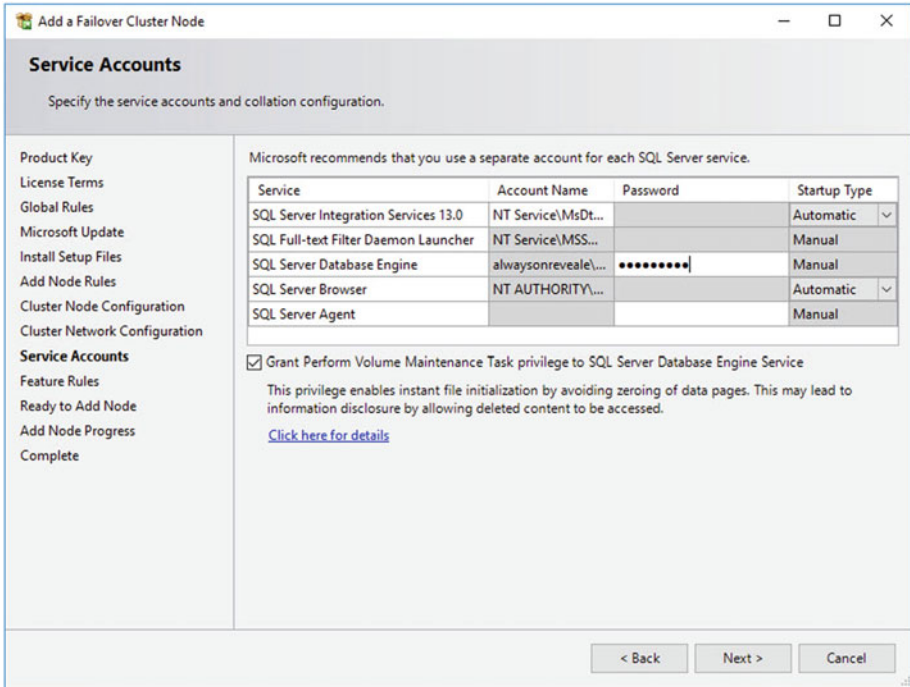 Add a Failover Cluster Node
Service Accounts
Specify the service accounts and collation configuration.
Product Key
License Terms
Global Rules
Microsoft Update
Install Setup Files
Add Node Rules
Cluster Node Configuration
Cluster Network Configuration
Service Accounts
Feature Rules
Ready to Add Node
Add Node Progress
Complete
Microsoft recommends that you use a separate account for each SQL Server service.
Service Account Name Password Startup Type
SQL Server Integration Services 13.0 NT Service\MsDt... Automatic
SQL Full-text Filter Daemon Launcher NT Service\MSS... Manual
SQL Server Database Engine alwaysonreveale\... ●●●●●●●●● Manual
SQL Server Browser NT AUTHORITY\... Automatic
SQL Server Agent Manual
Grant Perform Volume Maintenance Task privilege to SQL Server Database Engine Service
This privilege enables instant file initialization by avoiding zeroing of data pages. This may lead to
information disclosure by allowing deleted content to be accessed.
Click here for details
< Back Next > Cancel